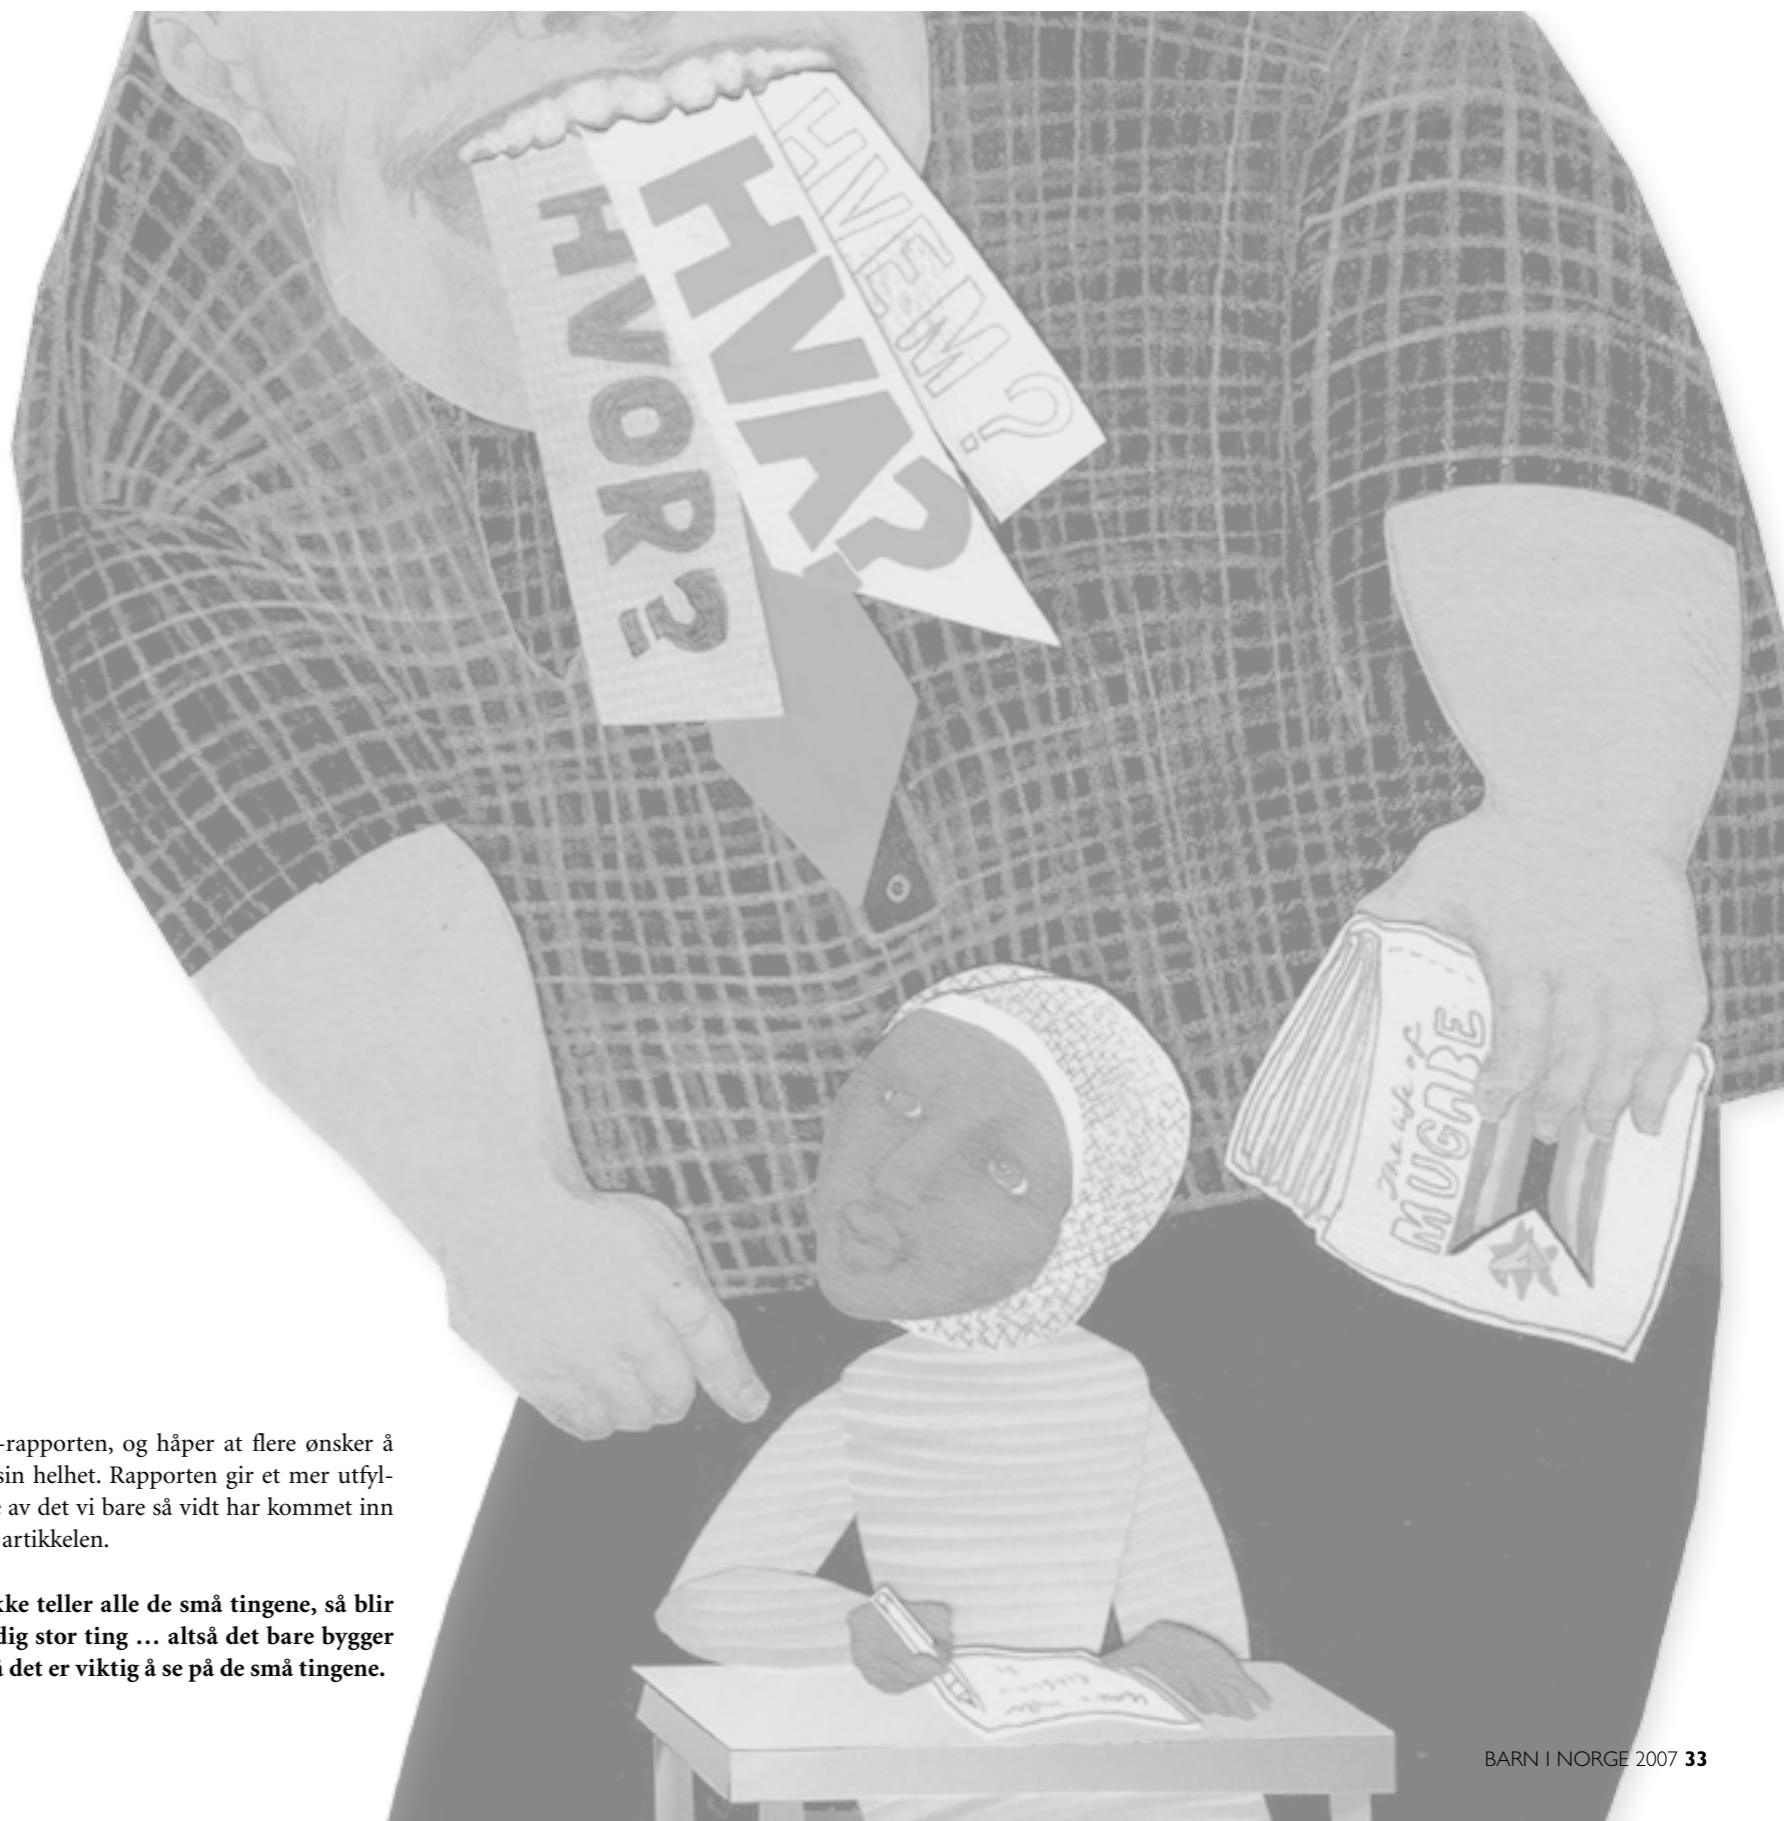 HVOR?
HVA?
HVEM?
The life of
MUGABE
-rapporten, og håper at flere ønsker å
sin helhet. Rapporten gir et mer utfyl-
av det vi bare så vidt har kommet inn
artikkelen.
kke teller alle de små tingene, så blir
dig stor ting … altså det bare bygger
det er viktig å se på de små tingene.
BARN I NORGE 2007 33